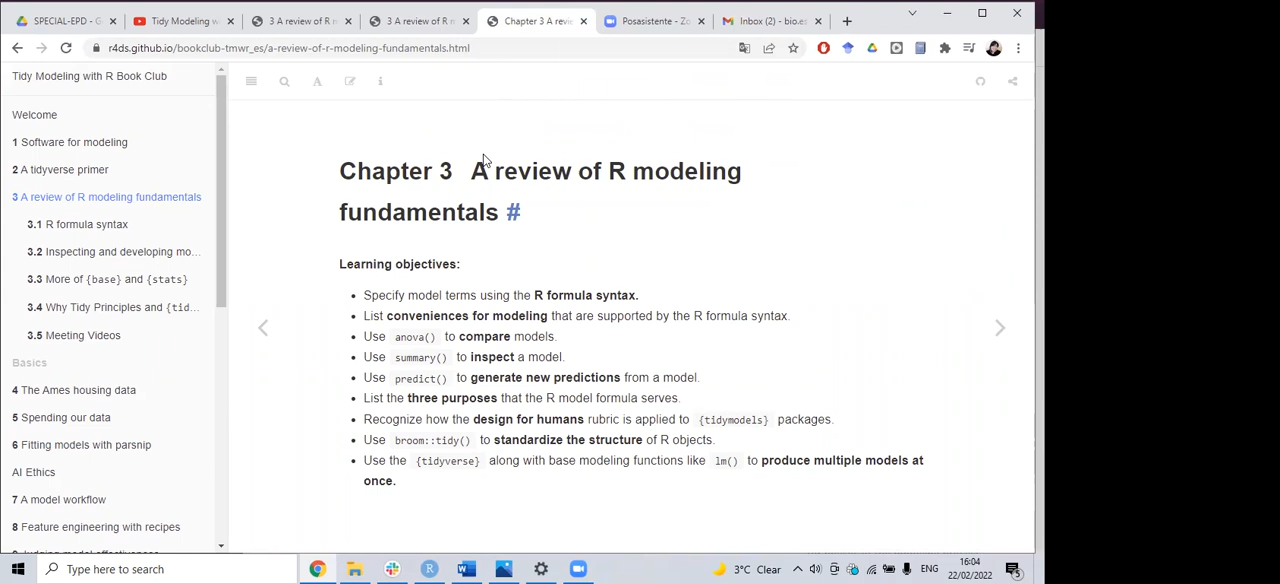 SPECIAL-EPD - G
Tidy Modeling w
3 A review of R m
3 A review of R m
Chapter 3 A revie
Posasistente - Zo
Inbox (2) - bio.es
r4ds.github.io/bookclub-tmwr_es/a-review-of-r-modeling-fundamentals.html
Tidy Modeling with R Book Club
Welcome
1 Software for modeling
2 A tidyverse primer
3 A review of R modeling fundamentals
3.1 R formula syntax
3.2 Inspecting and developing mo...
3.3 More of {base} and {stats}
3.4 Why Tidy Principles and {tid...
3.5 Meeting Videos
Basics
4 The Ames housing data
5 Spending our data
6 Fitting models with parsnip
AI Ethics
7 A model workflow
8 Feature engineering with recipes
9 Judging model effectiveness
Chapter 3 A review of R modeling
fundamentals #
Learning objectives:
• Specify model terms using the R formula syntax.
• List conveniences for modeling that are supported by the R formula syntax.
• Use anova() to compare models.
• Use summary() to inspect a model.
• Use predict() to generate new predictions from a model.
• List the three purposes that the R model formula serves.
• Recognize how the design for humans rubric is applied to {tidymodels} packages.
• Use broom::tidy() to standardize the structure of R objects.
• Use the {tidyverse} along with base modeling functions like lm() to produce multiple models at
once.
Type here to search
3°C Clear
ENG
16:04
22/02/2022
5